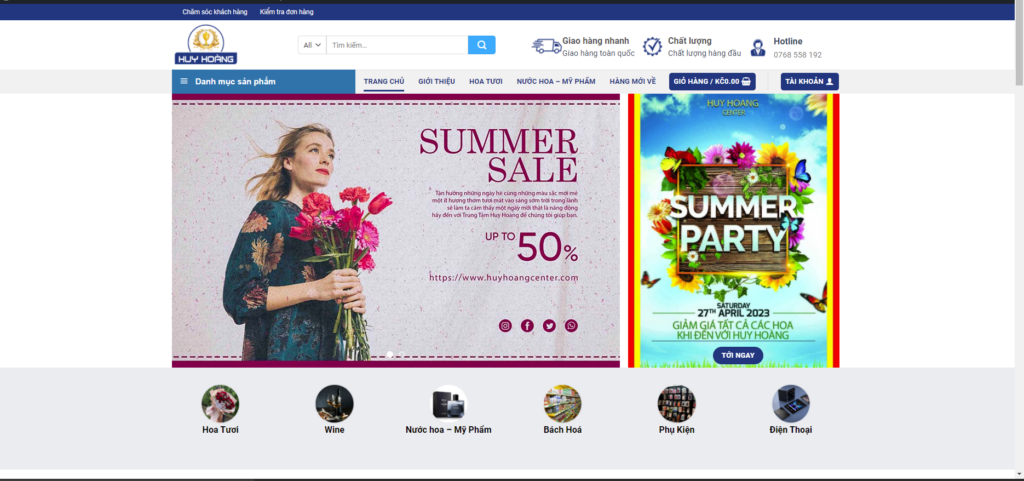 Chăm sóc khách hàng
Kiểm tra đơn hàng
HUY HOÀNG
All
Tìm kiếm...
Giao hàng nhanh
Giao hàng toàn quốc
Chất lượng
Chất lượng hàng đầu
Hotline
0768 558 192
Danh mục sản phẩm
TRANG CHỦ
GIỚI THIỆU
HOA TƯƠI
NƯỚC HOA – MỸ PHẨM
HÀNG MỚI VỀ
GIỎ HÀNG / KČ0.00
TÀI KHOẢN
SUMMER
SALE
Tận hưởng những ngày hè cùng những màu sắc mới mẻ
một ít hương thơm tươi mát vào sáng sớm trời trong lành
sẽ làm ta cảm thấy một ngày mới thật là năng động
hãy đến với Trung Tâm Huy Hoàng để chúng tôi giúp bạn.
UP TO 50%
https://www.huyhoangcenter.com
HUY HOANG
CENTER
SUMMER
PARTY
SATURDAY
27TH APRIL 2023
GIẢM GIÁ TẤT CẢ CÁC HOA
KHI ĐẾN VỚI HUY HOÀNG
TỚI NGAY
Hoa Tươi
Wine
Nước hoa – Mỹ Phẩm
Bách Hoá
Phụ Kiện
Điện Thoại